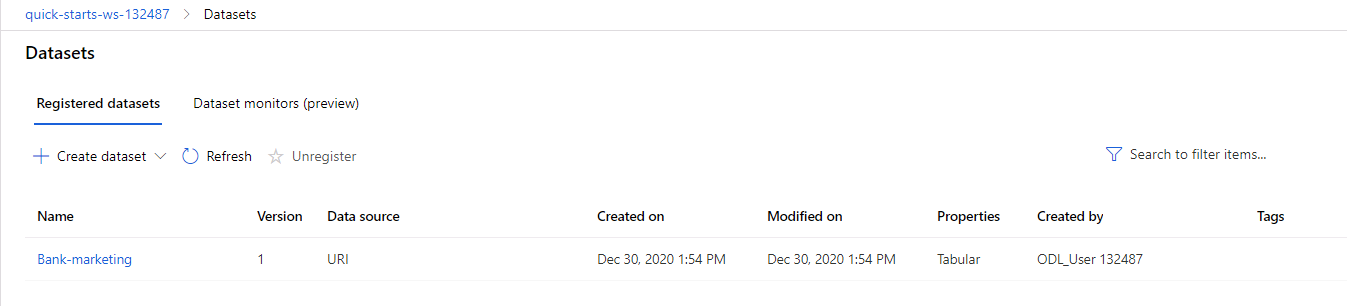 quick-starts-ws-132487 > Datasets
Datasets
Registered datasets Dataset monitors (preview)
Create dataset Refresh Unregister Search to filter items...
Name Version Data source Created on Modified on Properties Created by Tags
Bank-marketing 1 URI Dec 30, 2020 1:54 PM Dec 30, 2020 1:54 PM Tabular ODL_User 132487